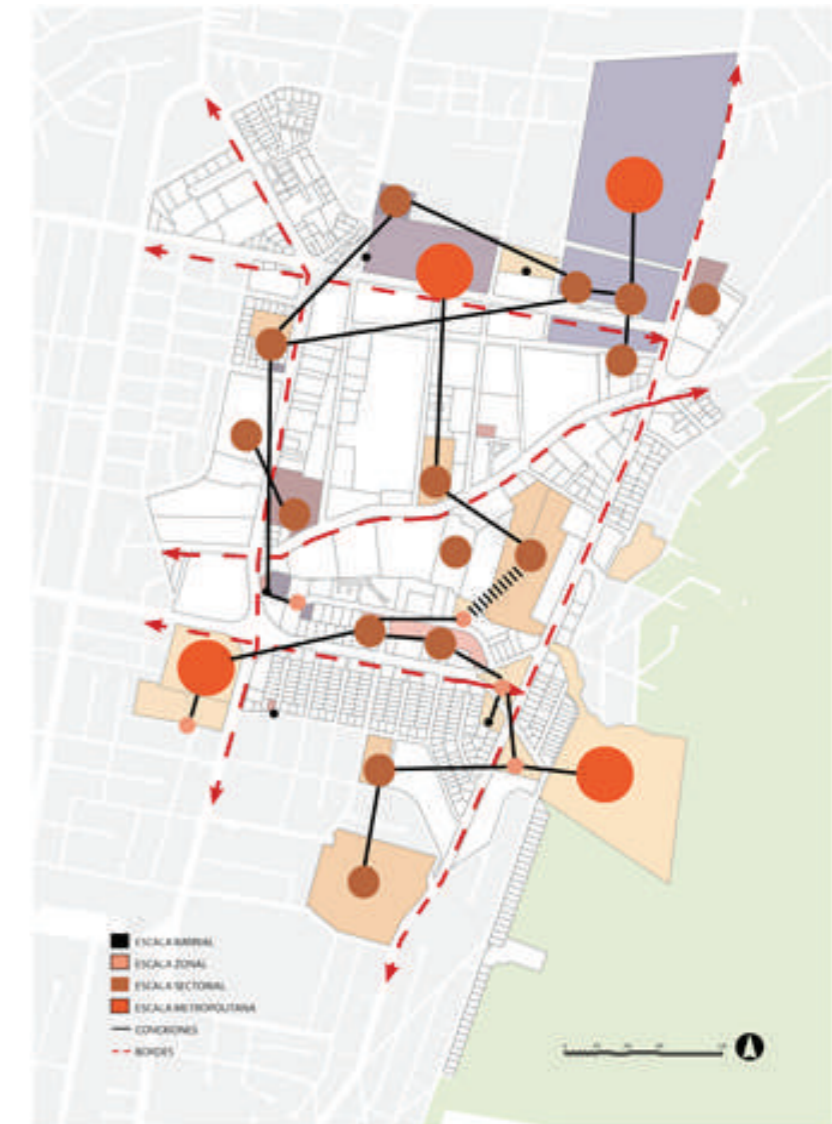 ESCALA BARRIAL
ESCALA ZONAL
ESCALA SECTORIAL
ESCALA METROPOLITANA
CONEXIONES
BORDES